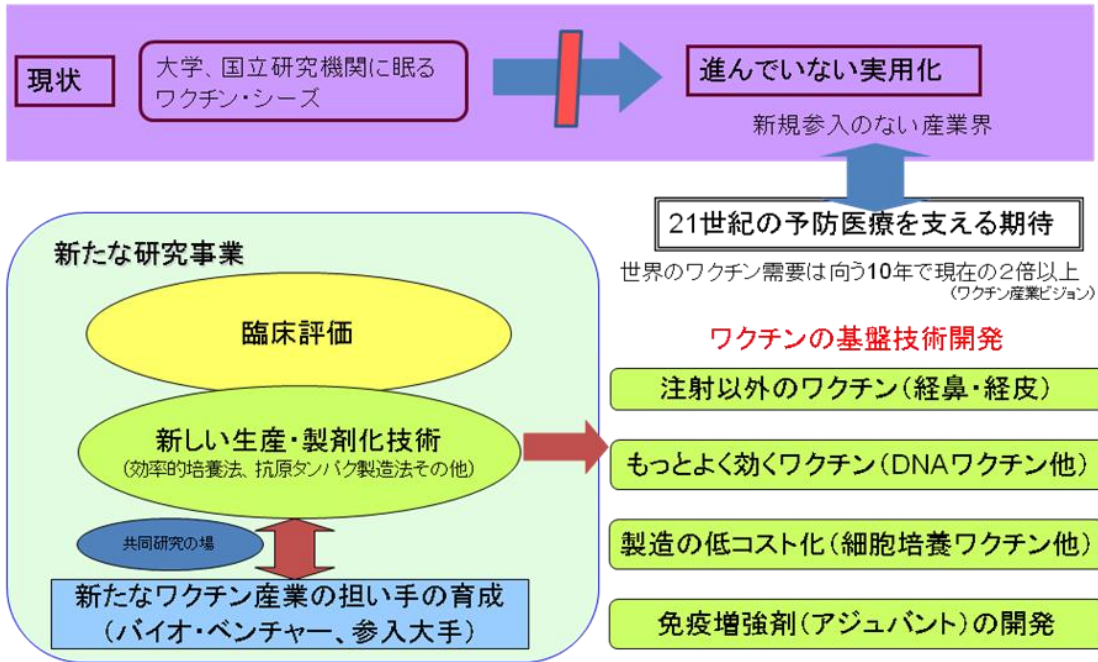 現状
大学、国立研究機関に眠る
ワクチン・シーズ
進んでいない実用化
新規参入のない産業界
21世紀の予防医療を支える期待
世界のワクチン需要は向う10年で現在の2倍以上
(ワクチン産業ビジョン)
新たな研究事業
臨床評価
新しい生産・製剤化技術
(効率的培養法、抗原タンパク製造法その他)
共同研究の場
新たなワクチン産業の担い手の育成
(バイオ・ベンチャー、参入大手)
ワクチンの基盤技術開発
注射以外のワクチン(経鼻・経皮)
もっとよく効くワクチン(DNAワクチン他)
製造の低コスト化(細胞培養ワクチン他)
免疫増強剤(アジュバント)の開発